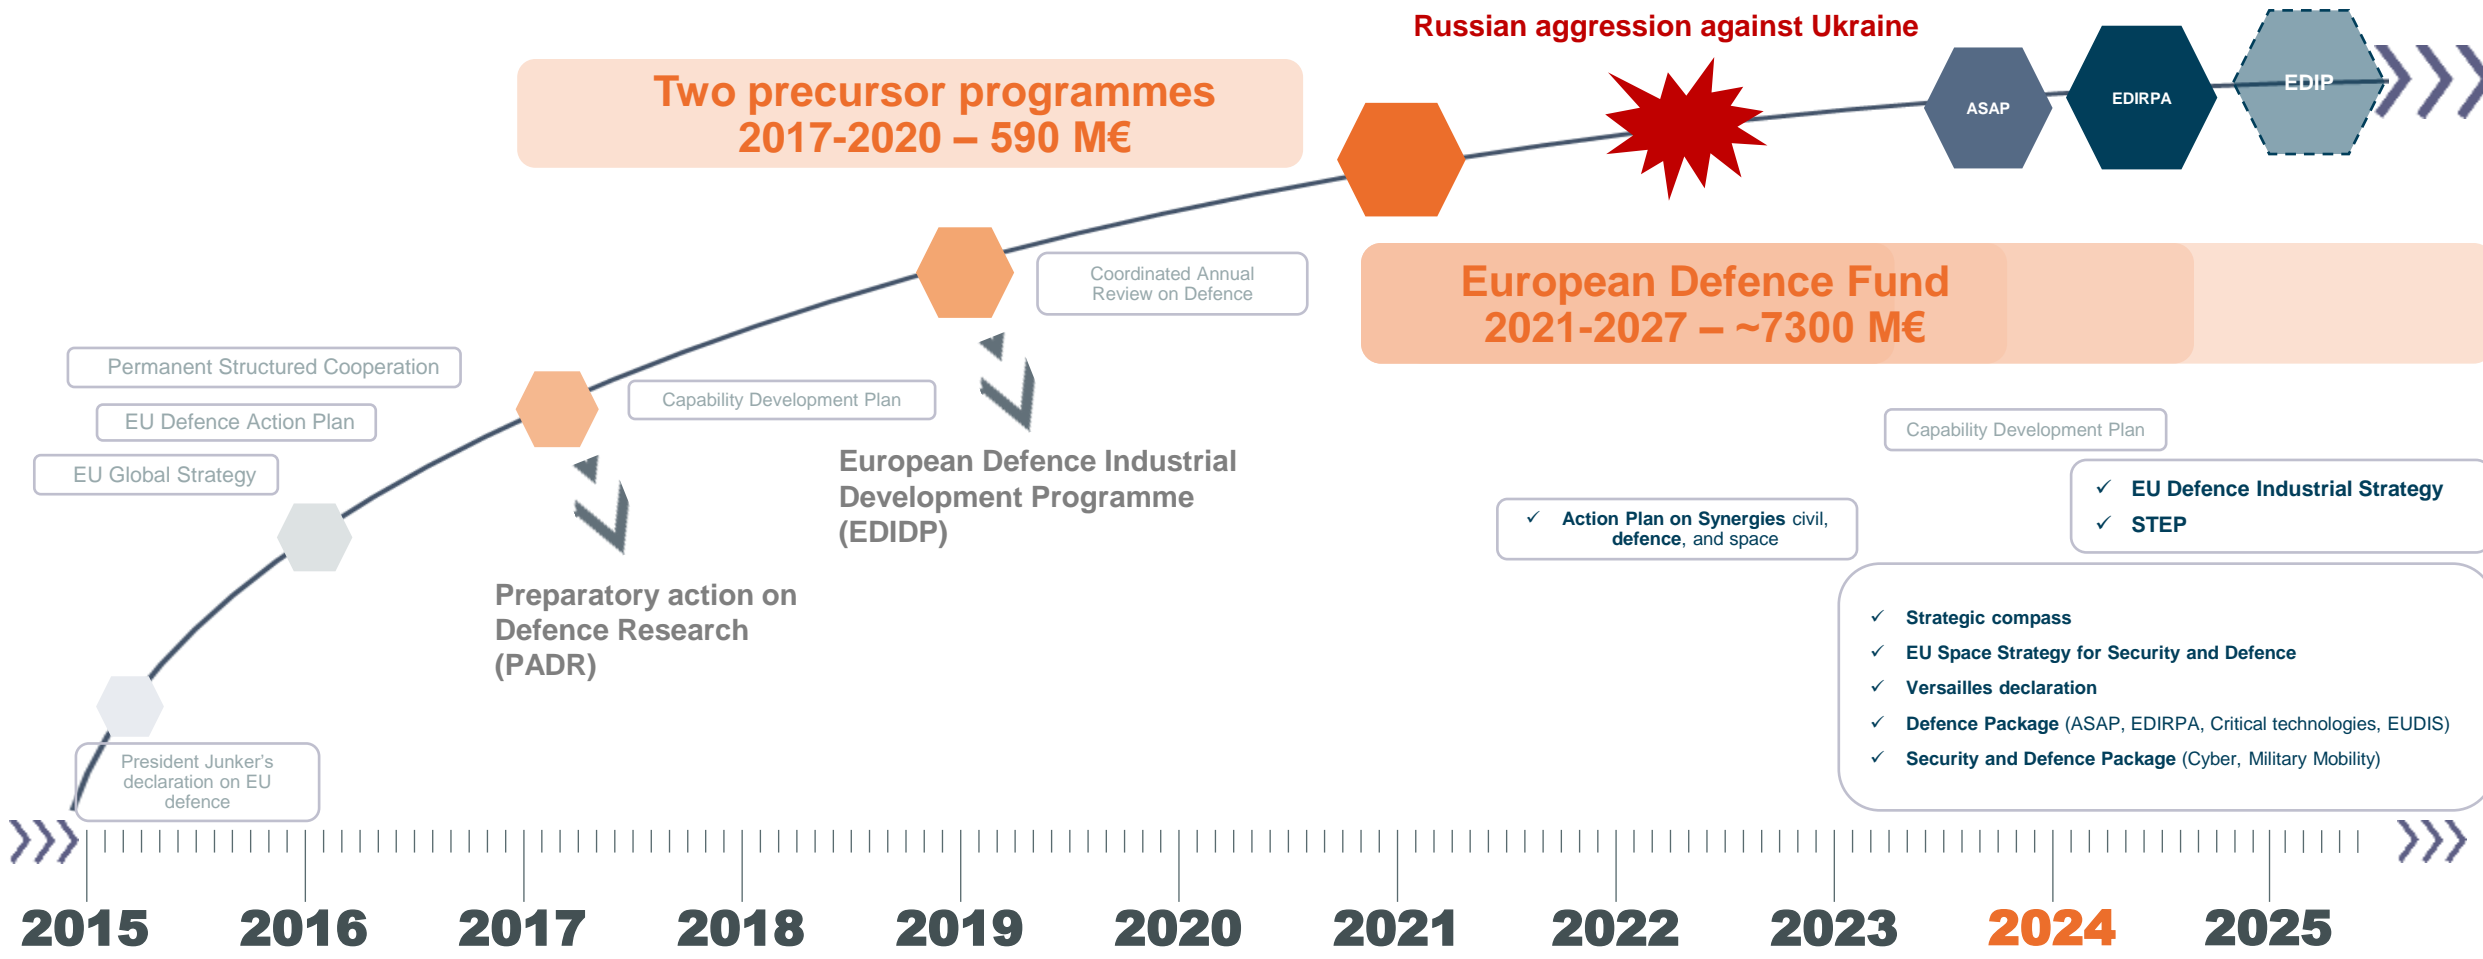 Russian aggression against Ukraine
Two precursor programmes
2017-2020 – 590 M€
ASAP
EDIRPA
EDIP
European Defence Fund
2021-2027 – ~7300 M€
Coordinated Annual
Review on Defence
Permanent Structured Cooperation
EU Defence Action Plan
EU Global Strategy
Capability Development Plan
European Defence Industrial
Development Programme
(EDIDP)
Preparatory action on
Defence Research
(PADR)
President Junker's
declaration on EU
defence
Capability Development Plan
✓ EU Defence Industrial Strategy
✓ STEP
✓ Action Plan on Synergies civil,
defence, and space
✓ Strategic compass
✓ EU Space Strategy for Security and Defence
✓ Versailles declaration
✓ Defence Package (ASAP, EDIRPA, Critical technologies, EUDIS)
✓ Security and Defence Package (Cyber, Military Mobility)
2015 2016 2017 2018 2019 2020 2021 2022 2023 2024 2025